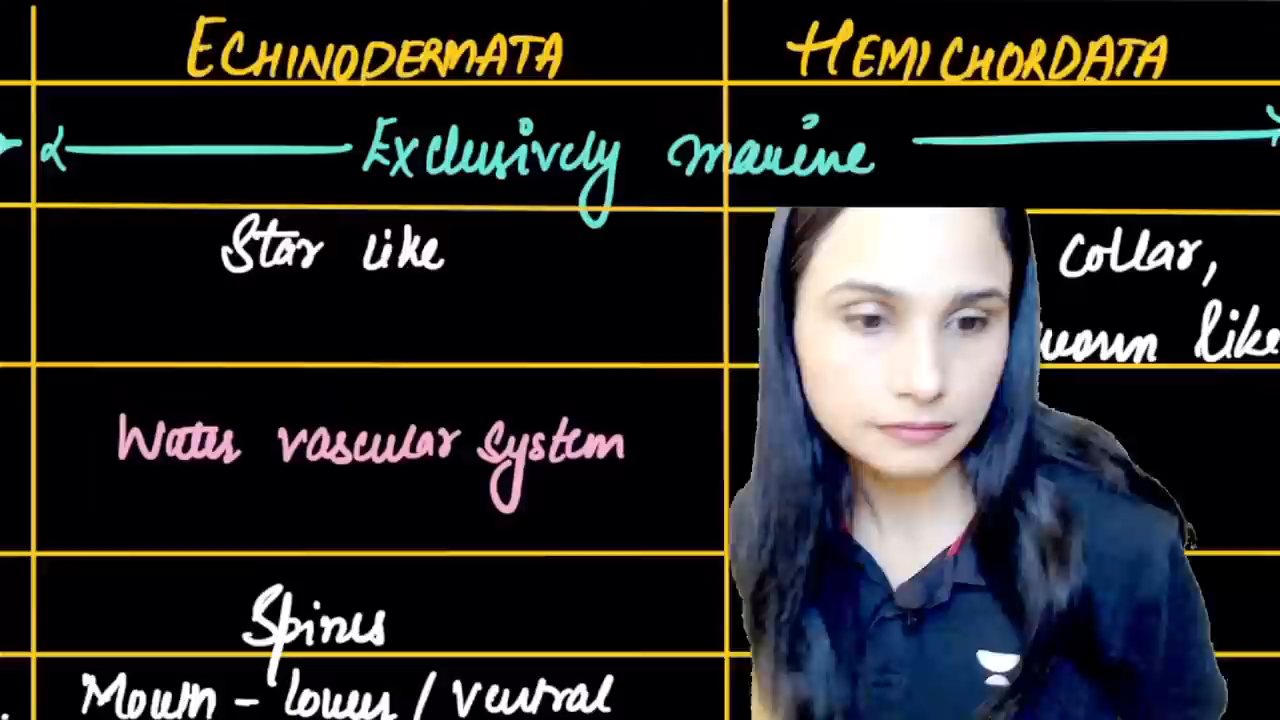 ECHINODERMATA HEMICHORDATA
Exclusively marine
Star like
collar,
worm like
Water vascular system
Spines
Mouth - lower / ventral